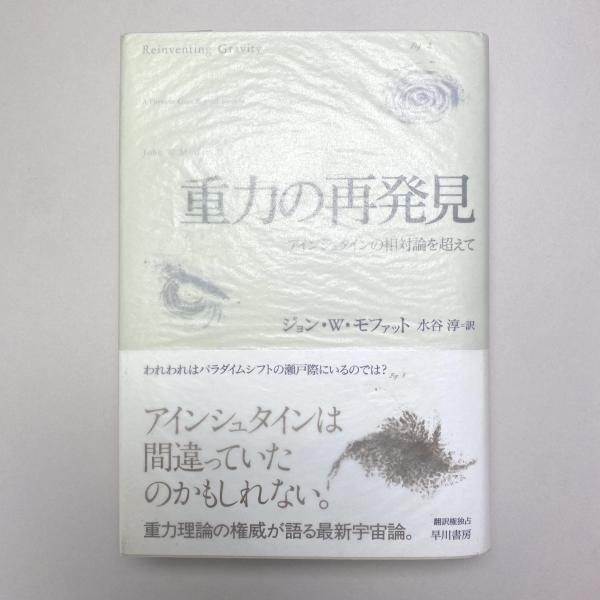 Reinventing Gravity
Fig. 2
重力の再発見
アインシュタインの相対論を超えて
ジョン・W・モファット 水谷 淳=訳
われわれはパラダイムシフトの瀬戸際にいるのでは?
アインシュタインは
間違っていた
のかもしれない。
重力理論の権威が語る最新宇宙論。
翻訳権独占
早川書房